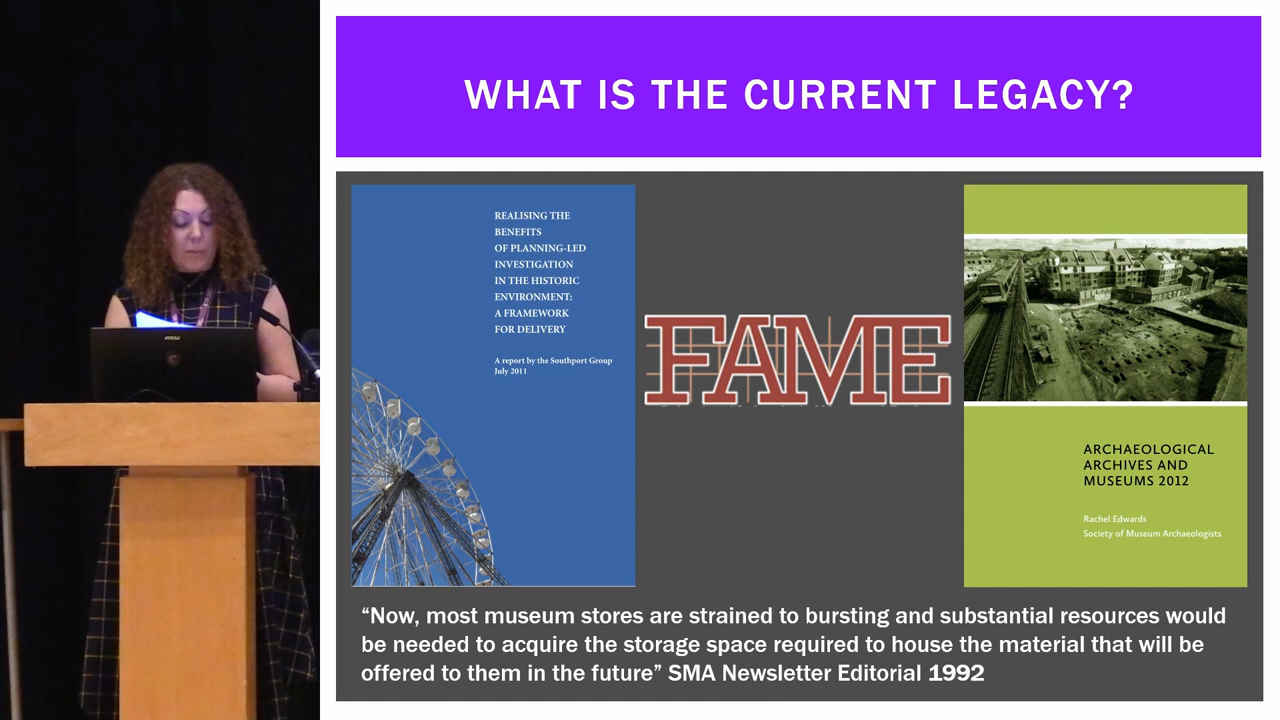 WHAT IS THE CURRENT LEGACY?
REALISING THE
BENEFITS
OF PLANNING-LED
INVESTIGATION
IN THE HISTORIC
ENVIRONMENT:
A FRAMEWORK
FOR DELIVERY
A report by the Southport Group
July 2011
FAME
ARCHAEOLOGICAL
ARCHIVES AND
MUSEUMS 2012
Rachel Edwards
Society of Museum Archaeologists
“Now, most museum stores are strained to bursting and substantial resources would
be needed to acquire the storage space required to house the material that will be
offered to them in the future” SMA Newsletter Editorial 1992
msi